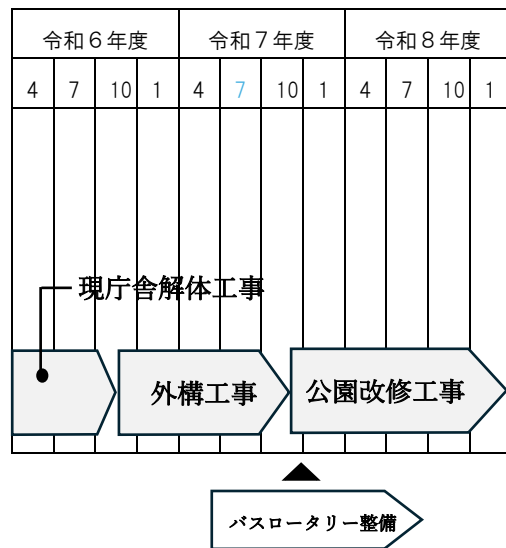 令和６年度 令和７年度 令和８年度
4 7 10 1 4 7 10 1 4 7 10 1
現庁舎解体工事
外構工事 公園改修工事
バスロータリー整備